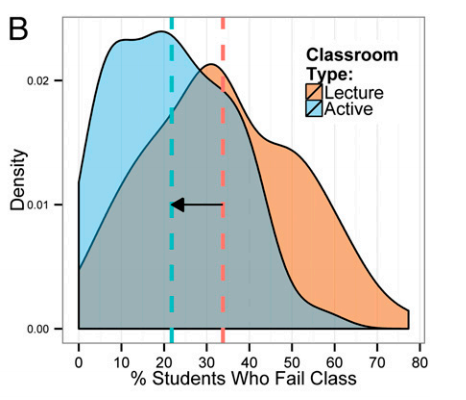 B
Classroom
Type:
Lecture
Active
Density
0.02
0.01
0.00
0 10 20 30 40 50 60 70 80
% Students Who Fail Class